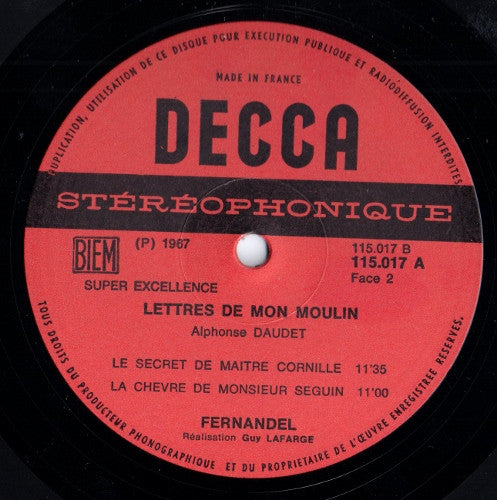 DUPLICATION, UTILISATION DE CE DISQUE POUR EXECUTION PUBLIQUE ET RADIODIFFUSION INTERDITES.
MADE IN FRANCE
DECCA
STÉRÉOPHONIQUE
BIEM
(P) 1967
115.017 B
115.017 A
Face 2
SUPER EXCELLENCE
LETTRES DE MON MOULIN
Alphonse DAUDET
LE SECRET DE MAITRE CORNILLE 11'35
LA CHEVRE DE MONSIEUR SEGUIN 11'00
FERNANDEL
Réalisation Guy LAFARGE
TOUS DROITS DU PRODUCTEUR PHONOGRAPHIQUE ET DU PROPRIETAIRE DE L'ŒUVRE ENREGISTREE RESERVES.